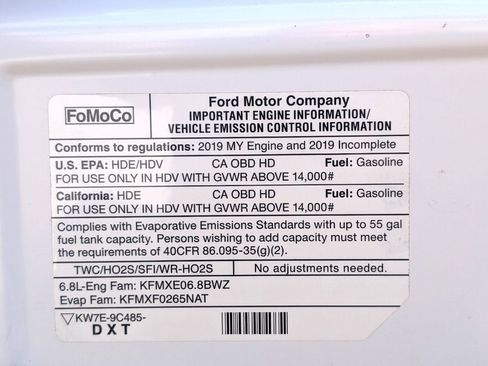 FoMoCo
Ford Motor Company
IMPORTANT ENGINE INFORMATION/
VEHICLE EMISSION CONTROL INFORMATION
Conforms to regulations: 2019 MY Engine and 2019 Incomplete
U.S. EPA: HDE/HDV CA OBD HD Fuel: Gasoline
FOR USE ONLY IN HDV WITH GVWR ABOVE 14,000#
California: HDE CA OBD HD Fuel: Gasoline
FOR USE ONLY IN HDV WITH GVWR ABOVE 14,000#
Complies with Evaporative Emissions Standards with up to 55 gal
fuel tank capacity. Persons wishing to add capacity must meet
the requirements of 40CFR 86.095-35(g)(2).
TWC/HO2S/SFI/WR-HO2S No adjustments needed.
6.8L-Eng Fam: KFMXE06.8BWZ
Evap Fam: KFMXF0265NAT
KW7E-9C485-
DXT